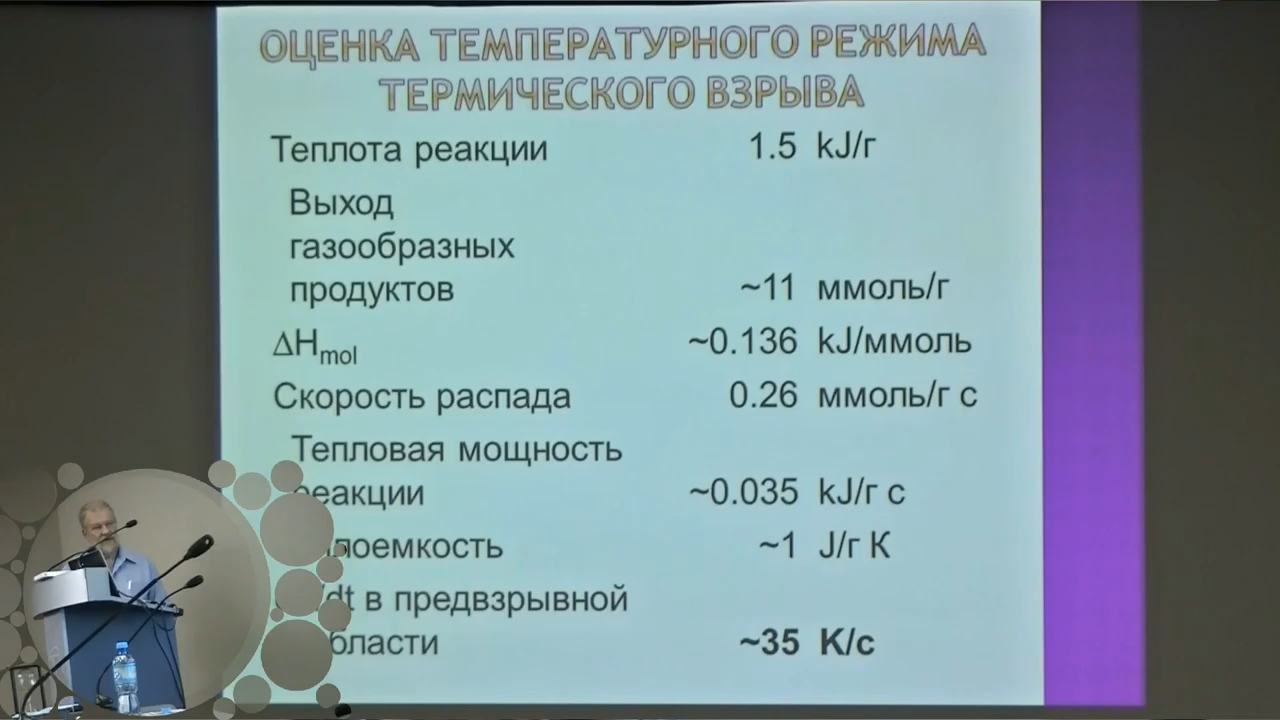 ОЦЕНКА ТЕМПЕРАТУРНОГО РЕЖИМА
ТЕРМИЧЕСКОГО ВЗРЫВА
Теплота реакции 1.5 kJ/г
Выход
газообразных
продуктов ~11 ммоль/г
ΔHmol ~0.136 kJ/ммоль
Скорость распада 0.26 ммоль/г с
Тепловая мощность
реакции ~0.035 kJ/г с
~1 J/г К
в предвзрывной
~35 K/с